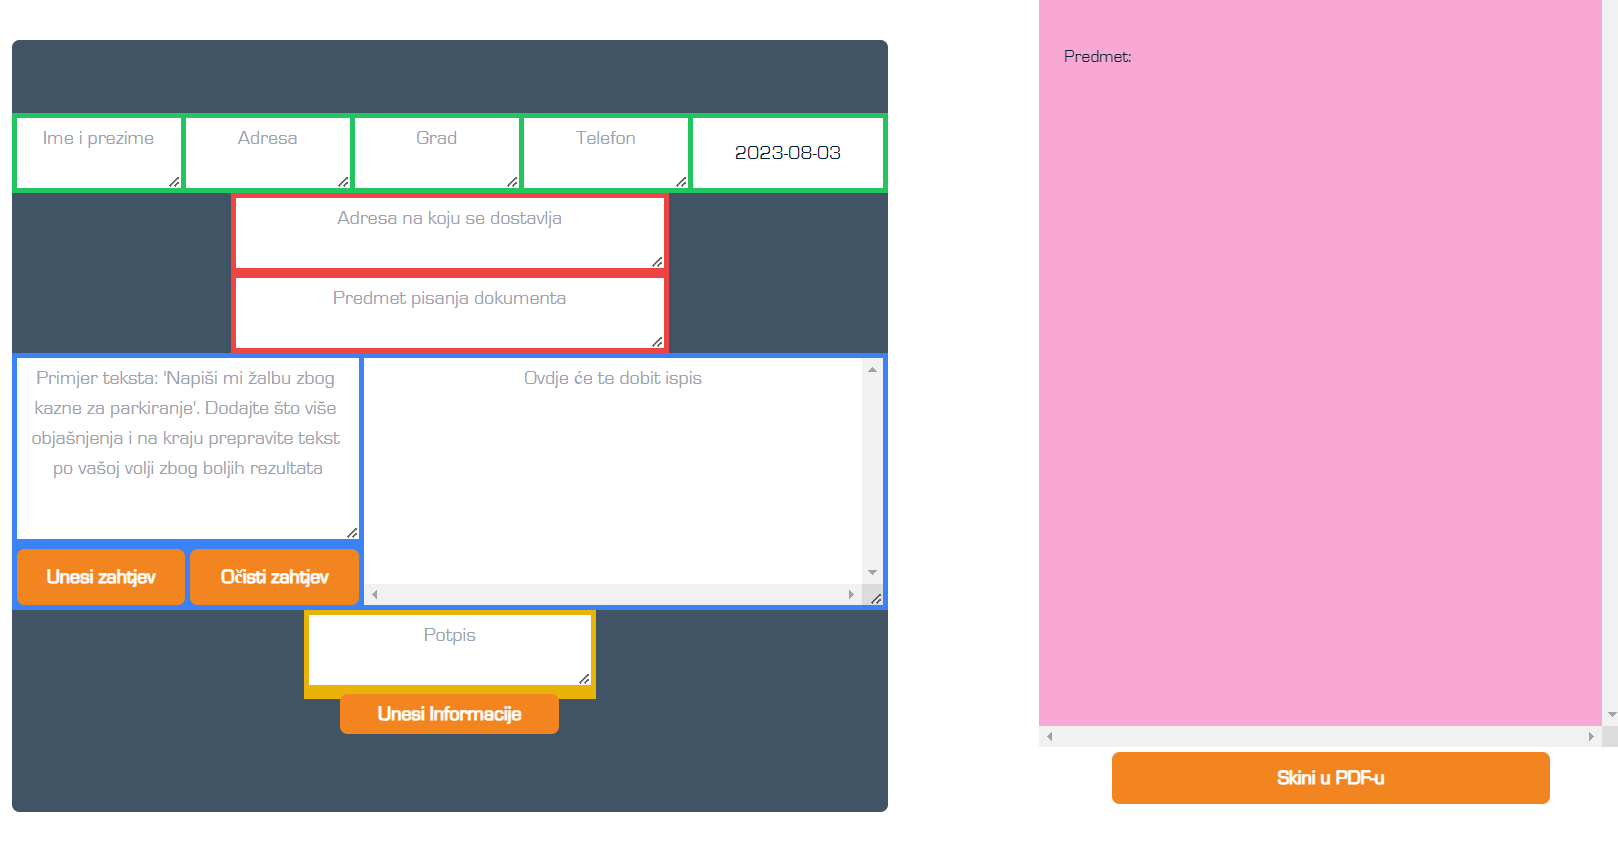 Ime i prezime
Adresa
Grad
Telefon
2023-08-03
Adresa na koju se dostavlja
Predmet pisanja dokumenta
Primjer teksta: 'Napiši mi žalbu zbog
kazne za parkiranje'. Dodajte što više
objašnjenja i na kraju prepravite tekst
po vašoj volji zbog boljih rezultata
Unesi zahtjev
Očisti zahtjev
Ovdje će te dobit ispis
Potpis
Unesi Informacije
Predmet:
Skini u PDF-u